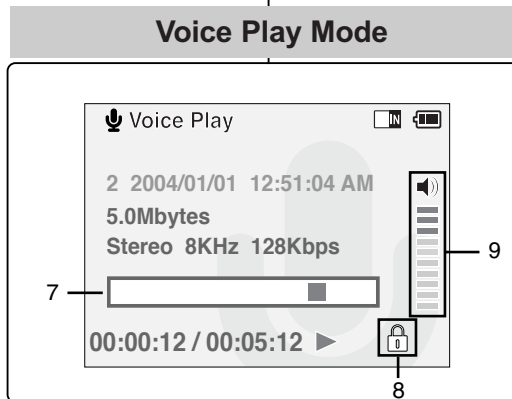 Voice Play Mode
Voice Play IN
2 2004/01/01 12:51:04 AM
5.0Mbytes
Stereo 8KHz 128Kbps
9
7
00:00:12 / 00:05:12
8